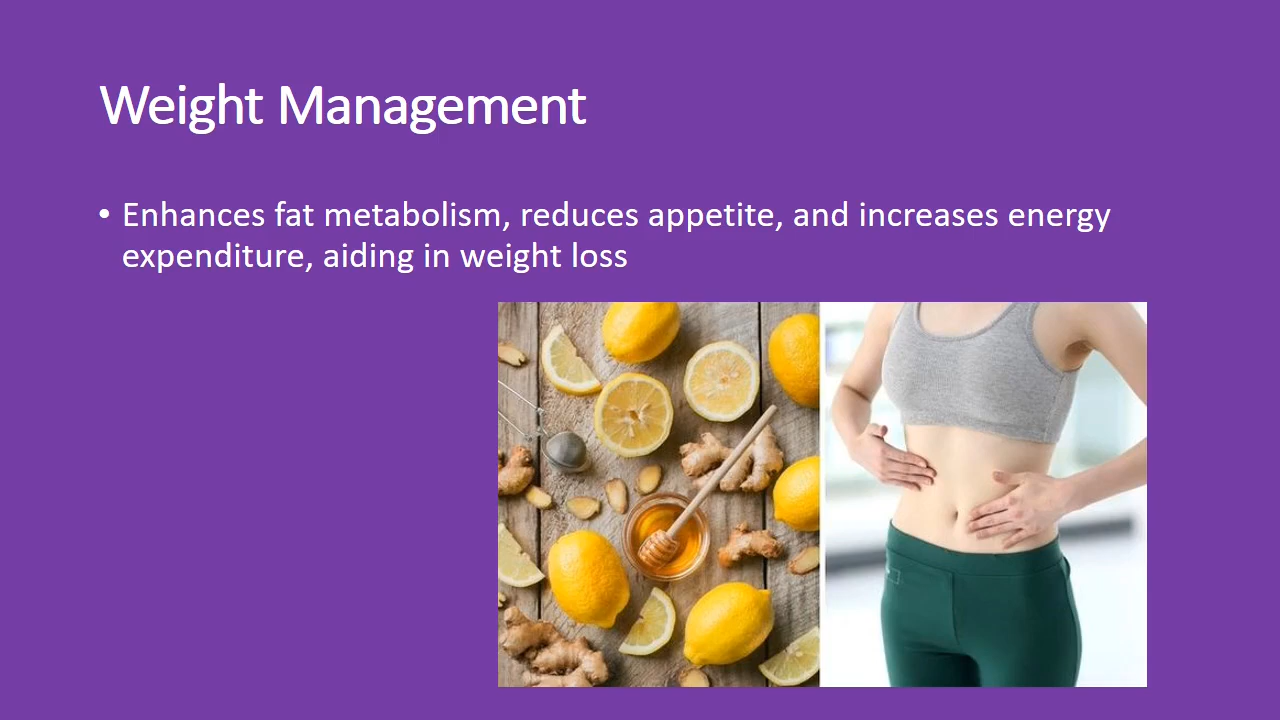 Weight Management
• Enhances fat metabolism, reduces appetite, and increases energy
expenditure, aiding in weight loss